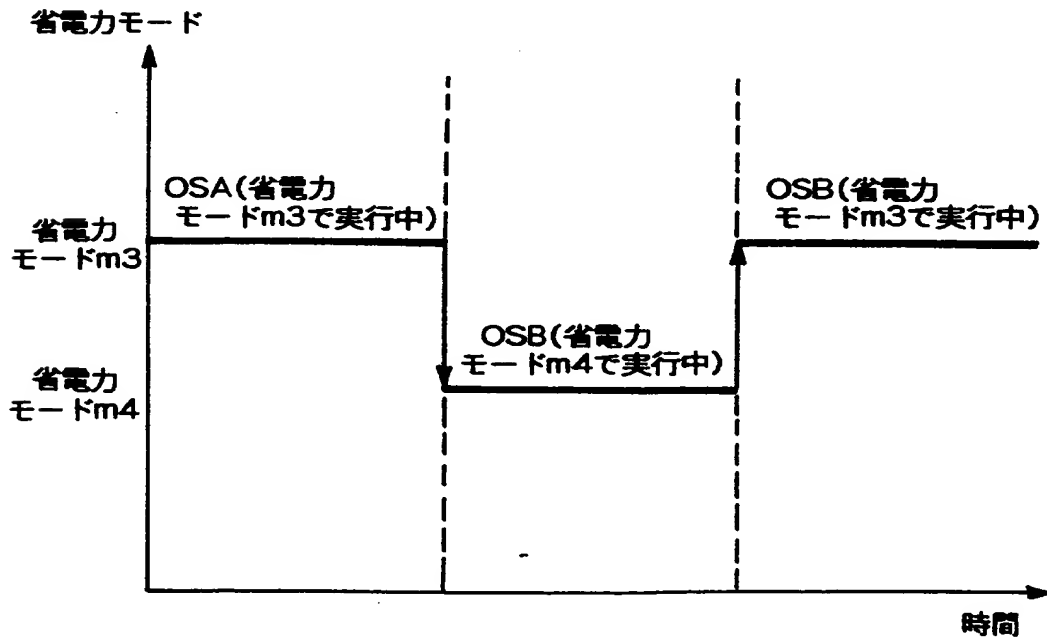 省電力モード
OSA(省電力
モードm3で実行中)
OSB(省電力
モードm3で実行中)
省電力
モードm3
OSB(省電力
モードm4で実行中)
省電力
モードm4
時間